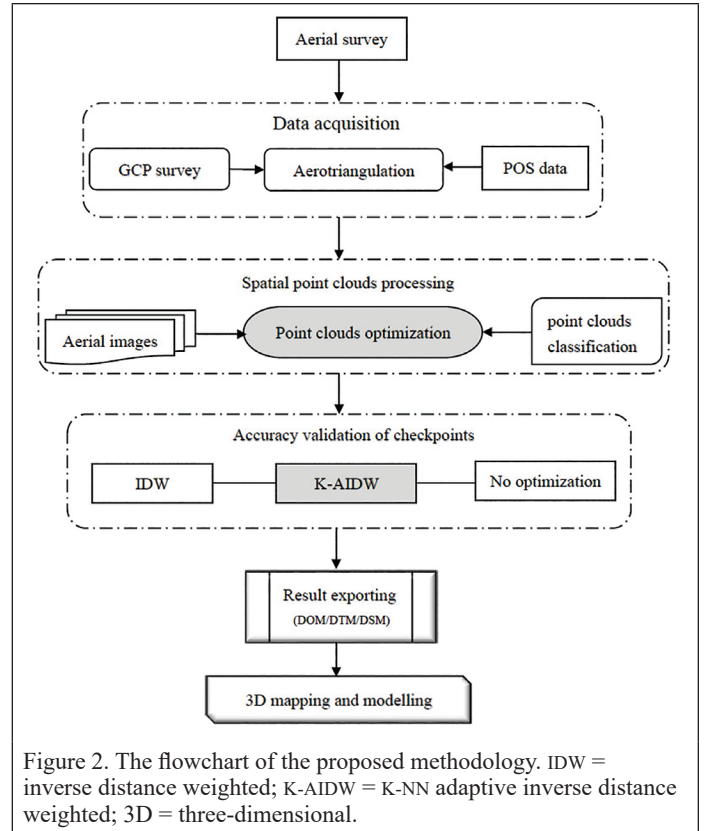 Aerial survey
Data acquisition
GCP survey
Aerotriangulation
POS data
Spatial point clouds processing
Aerial images
Point clouds optimization
point clouds
classification
Accuracy validation of checkpoints
IDW
K-AIDW
No optimization
Result exporting
(DOM/DTM/DSM)
3D mapping and modelling
Figure 2. The flowchart of the proposed methodology. IDW =
inverse distance weighted; K-AIDW = K-NN adaptive inverse distance
weighted; 3D = three-dimensional.